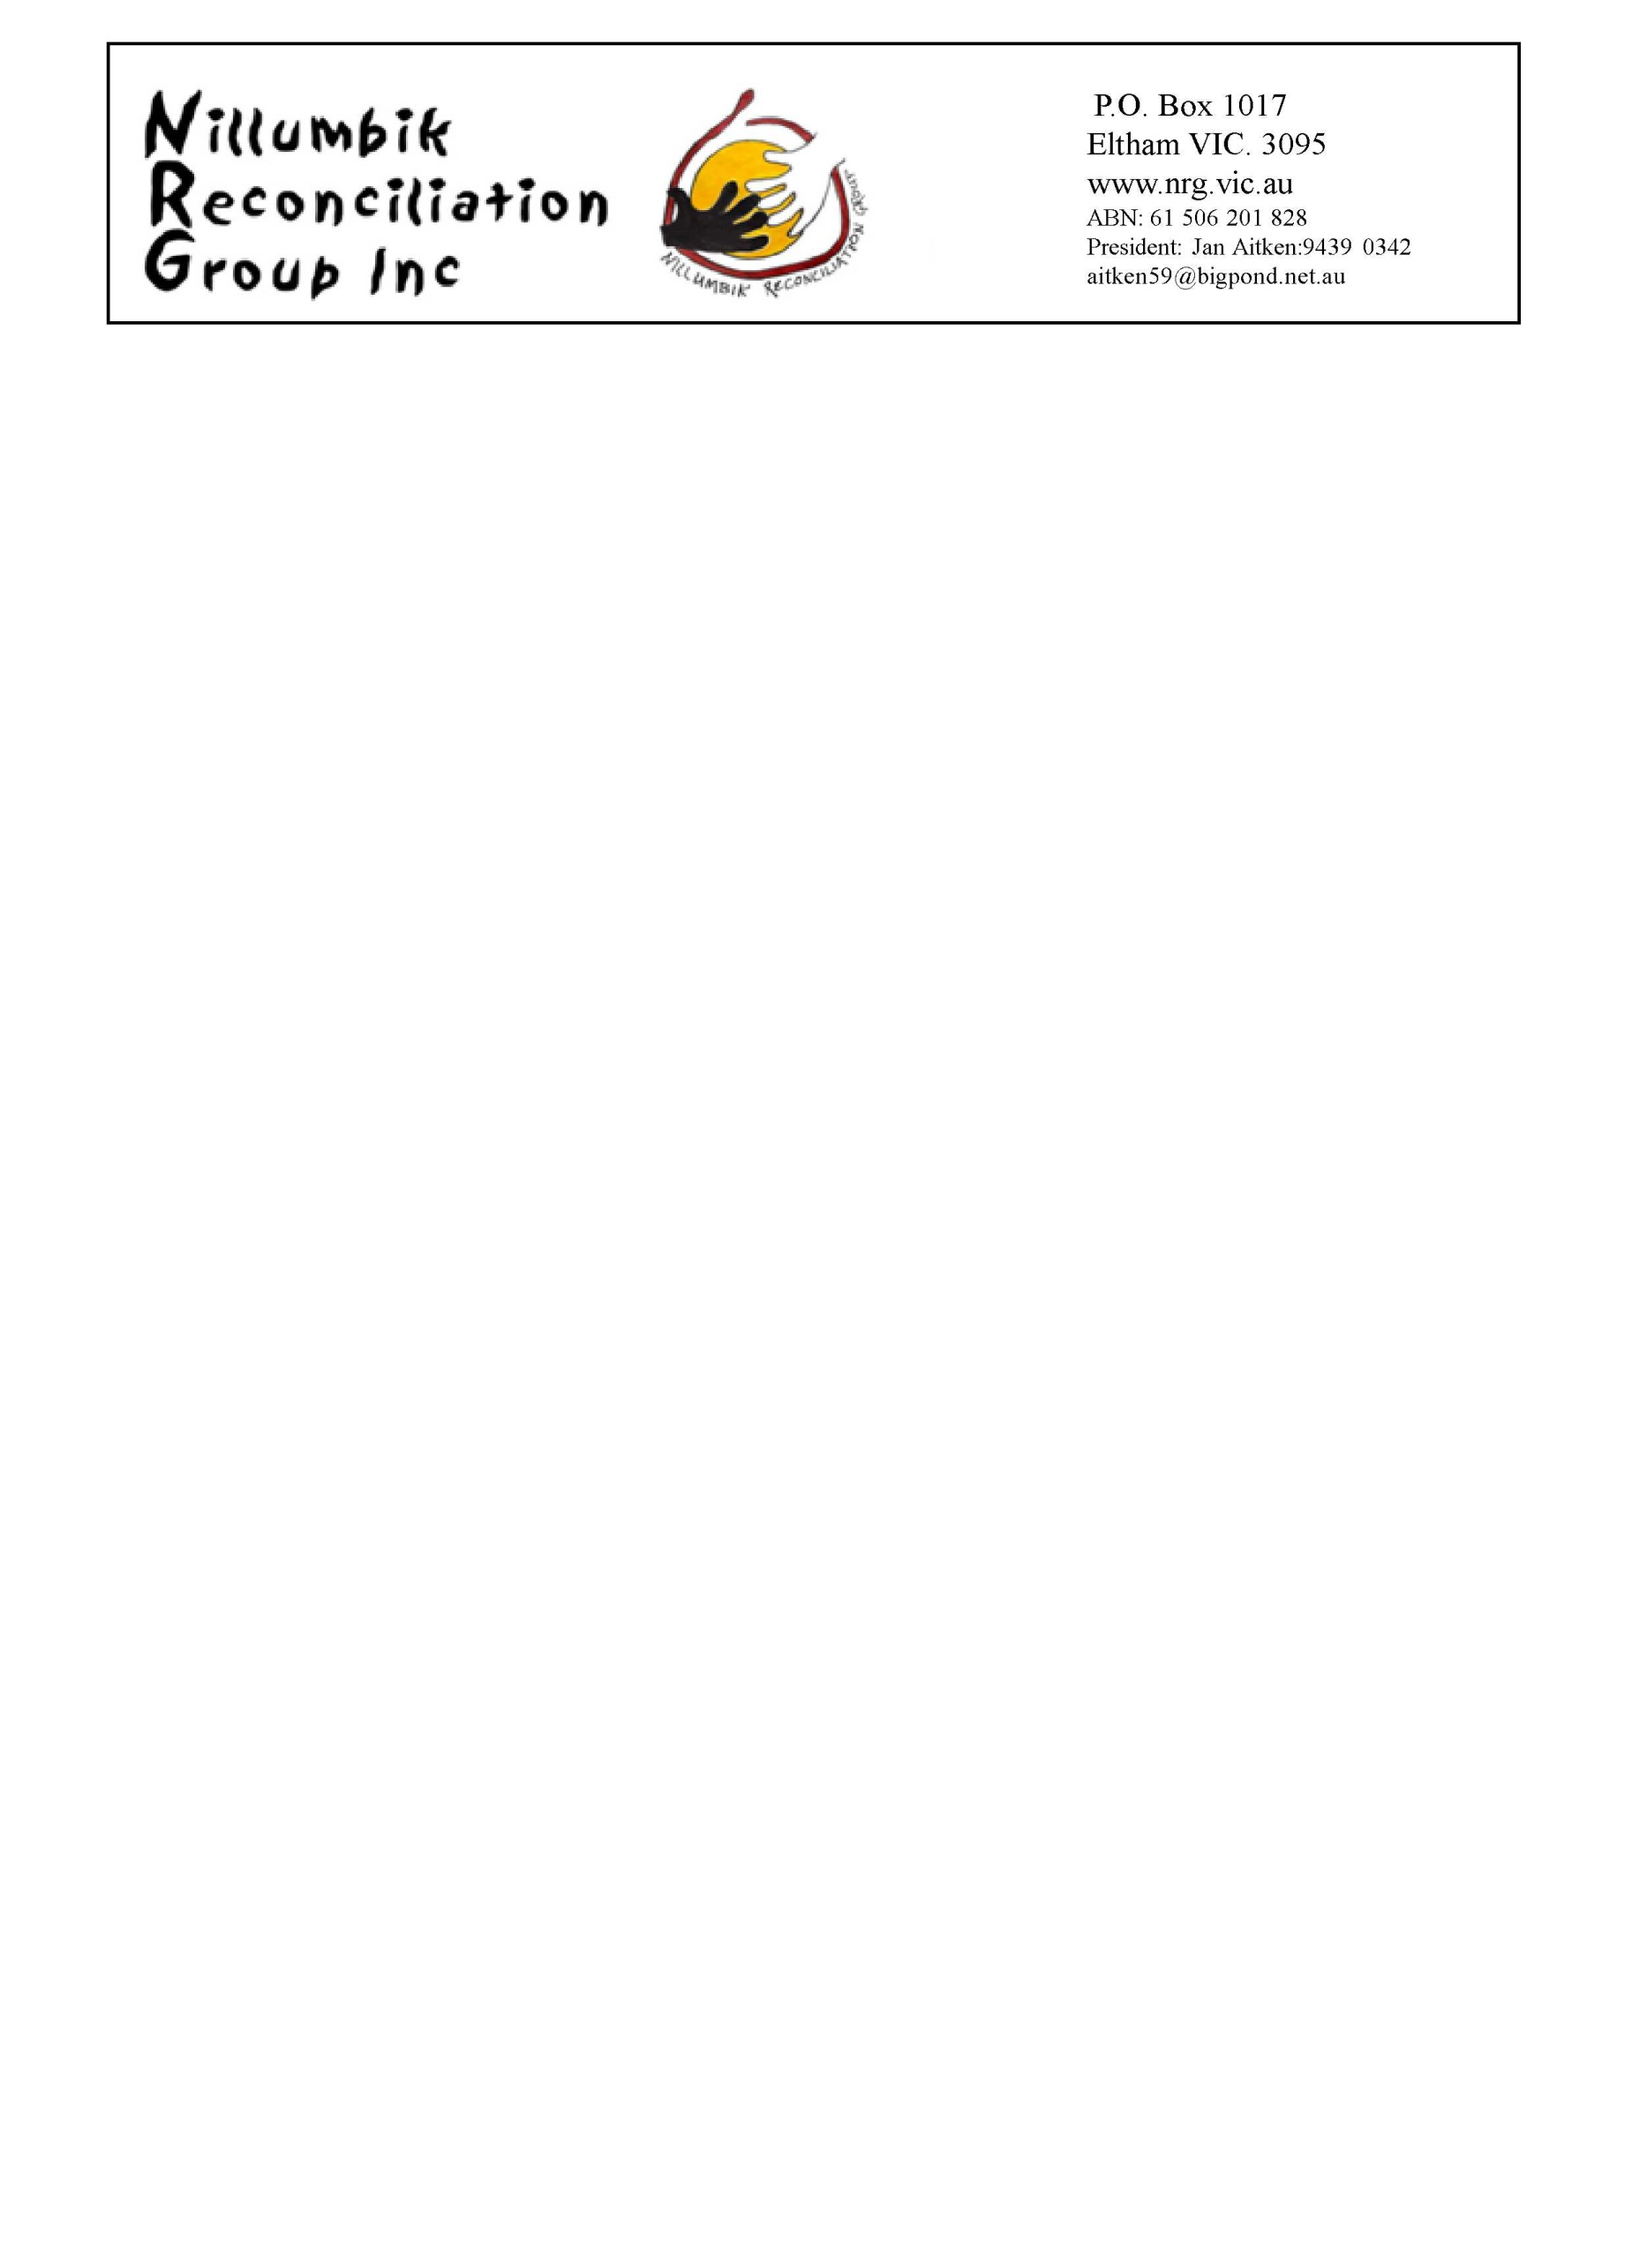 Nillumbik
Reconciliation
Group Inc
NILLUMBIK RECONCILIATION GROUP
P.O. Box 1017
Eltham VIC. 3095
www.nrg.vic.au
ABN: 61 506 201 828
President: Jan Aitken:9439 0342
aitken59@bigpond.net.au